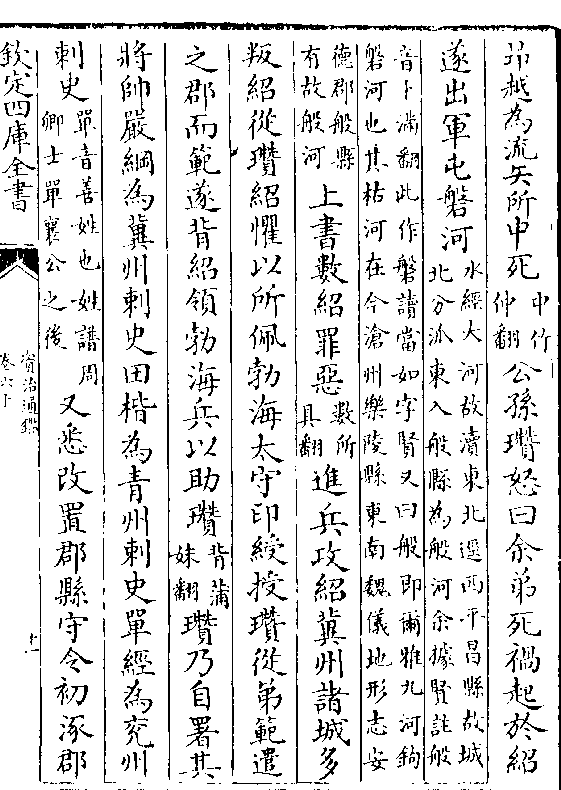 昻越為流矢所中死中竹仲翻公孫瓚怒曰余弟死禍起於紹
遂出軍屯磐河水經大河故瀆東北逕西平昌縣故城北分派東入般縣為般河余據賢註般
音卜滿翻此作磐讀當如字賢又曰般即爾雅九河鉤磐河也其枯河在今滄州樂陵縣東南魏儀地形志安
德郡般縣有故般河上書數紹罪惡數所具翻進兵攻紹冀州諸城多
叛紹從瓚紹懼以所佩勃海太守印綬授瓚從弟範遣
之郡而範遂背紹領勃海兵以助瓚背蒲妹翻瓚乃自署其
將帥嚴綱為冀州刺史田楷為青州刺史單經為兖州
刺史單音善姓也姓譜周卿士單襄公之後又悉改置郡縣守令初涿郡
欽定四庫全書
資治通鑑
卷六十
十一